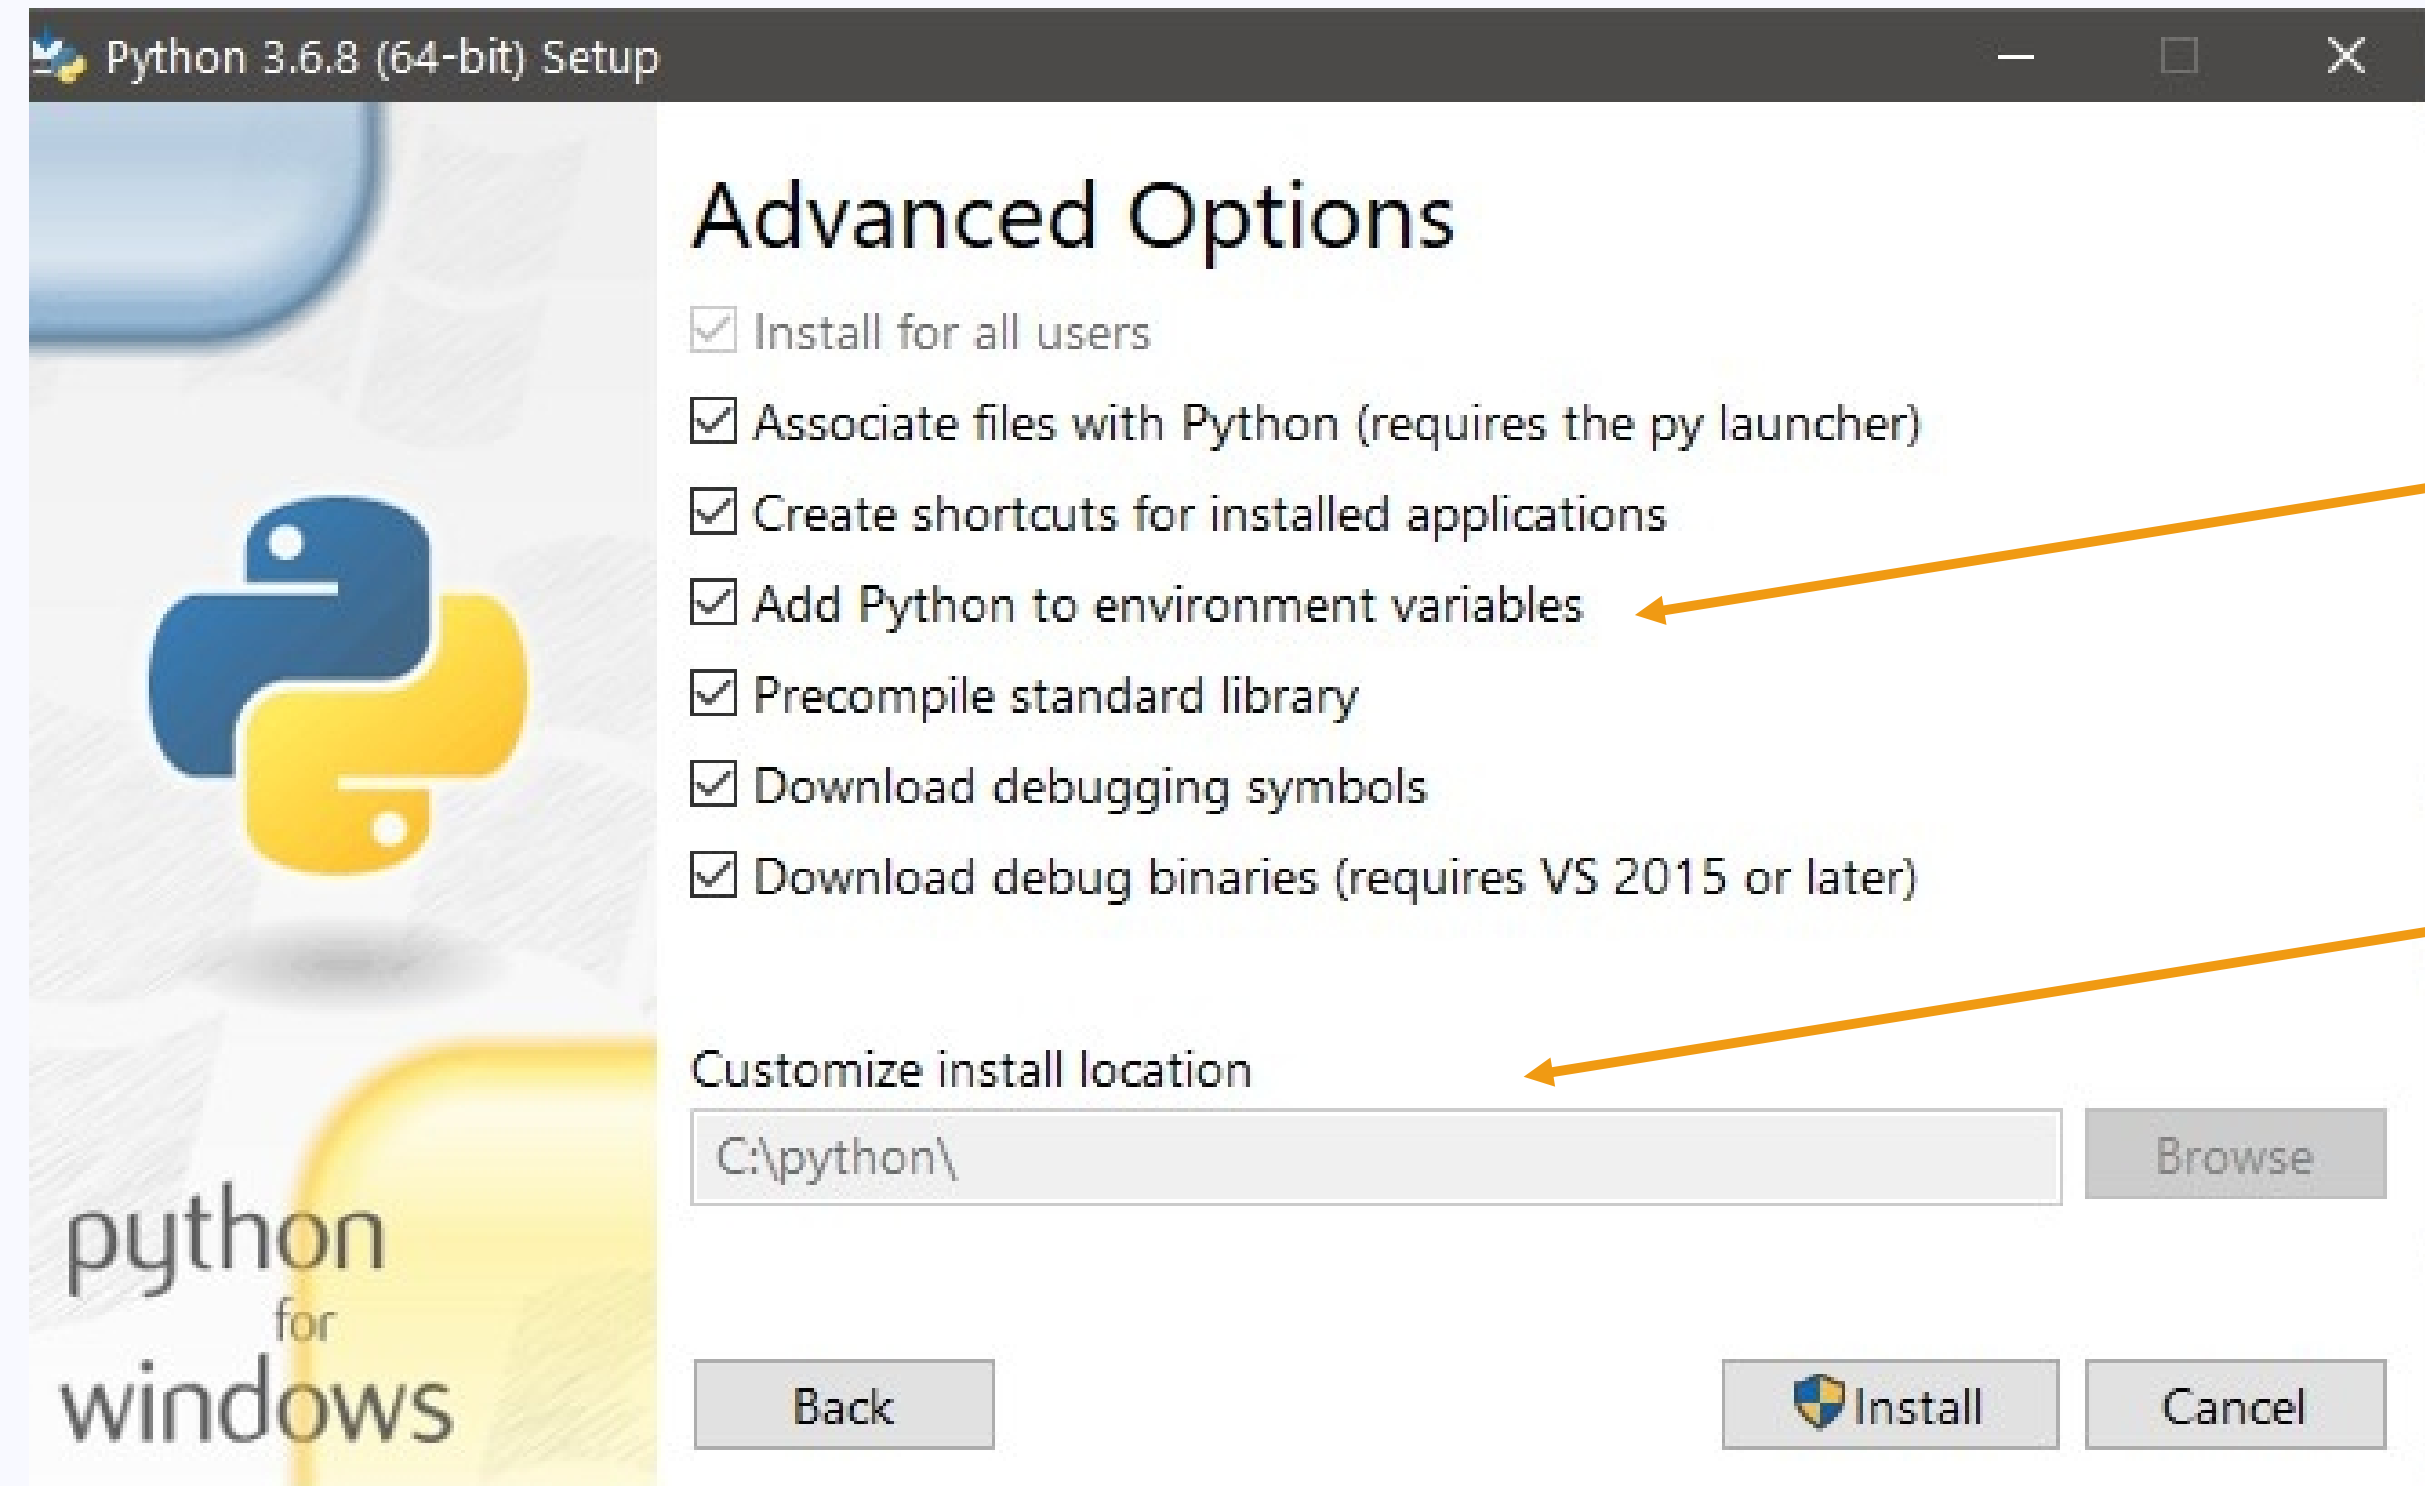 Python 3.6.8 (64-bit) Setup
Advanced Options
Install for all users
Associate files with Python (requires the py launcher)
Create shortcuts for installed applications
Add Python to environment variables
Precompile standard library
Download debugging symbols
Download debug binaries (requires VS 2015 or later)
Customize install location
C:\python\
Browse
python
for
windows
Back
Install
Cancel